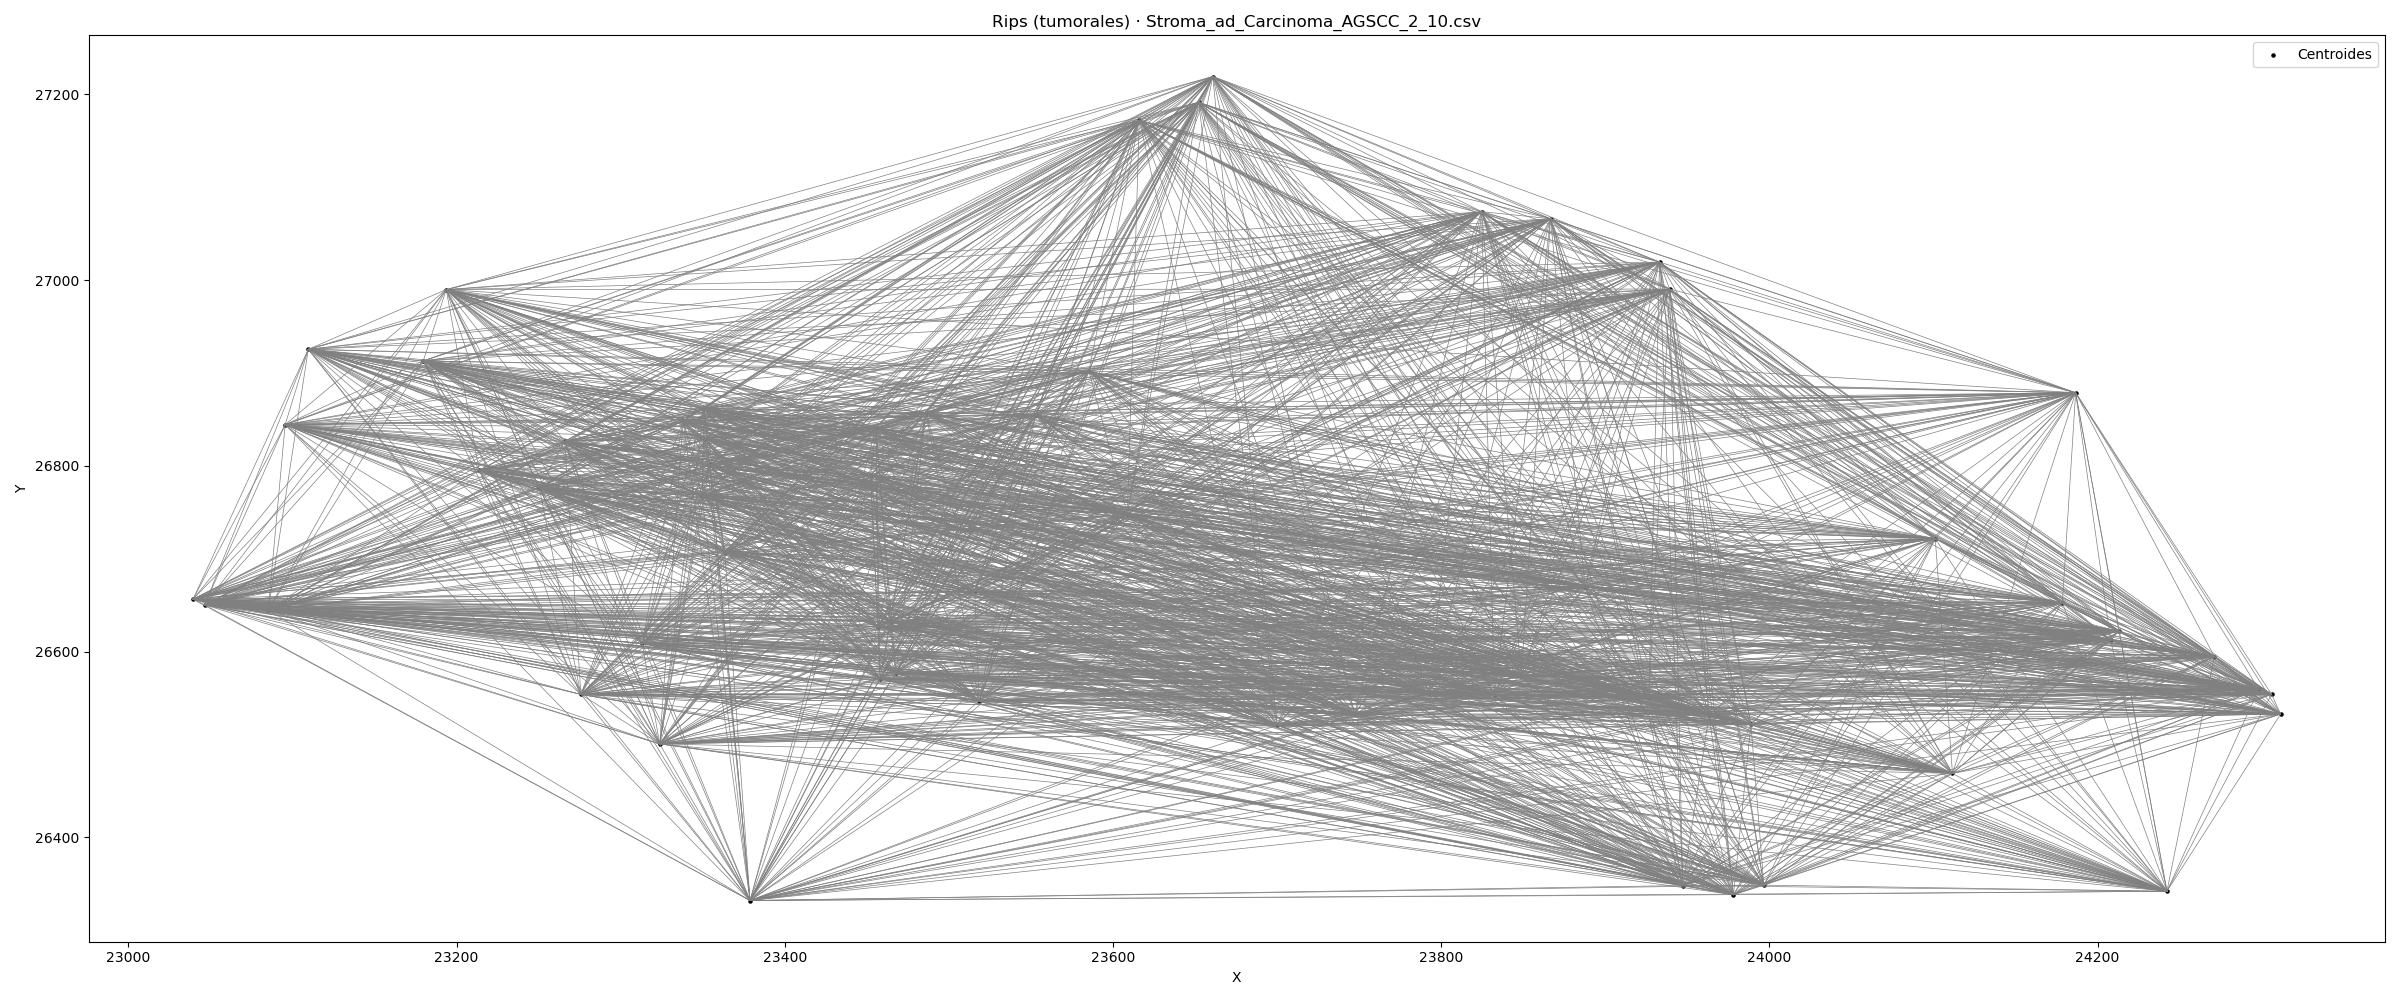 Rips (tumorales) · Stroma_ad_Carcinoma_AGSCC_2_10.csv
Centroides
27200
27000
26800
26600
26400
Y
23000 23200 23400 23600 23800 24000 24200
X